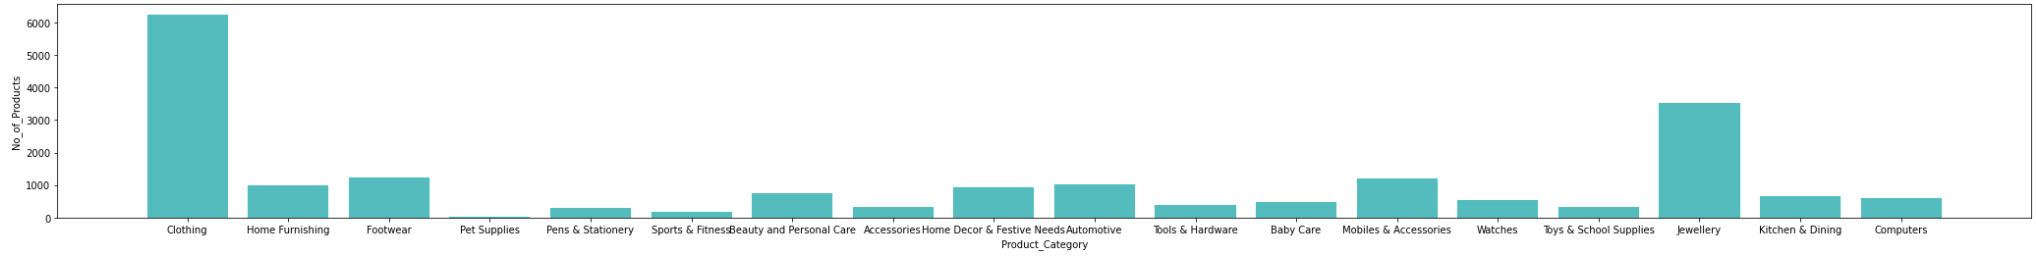 No_of_Products
6000
5000
4000
3000
2000
1000
0
Clothing Home Furnishing Footwear Pet Supplies Pens & Stationery Sports & Fitness Beauty and Personal Care Accessories Home Decor & Festive Needs Automotive Tools & Hardware Baby Care Mobiles & Accessories Watches Toys & School Supplies Jewellery Kitchen & Dining Computers
Product_Category